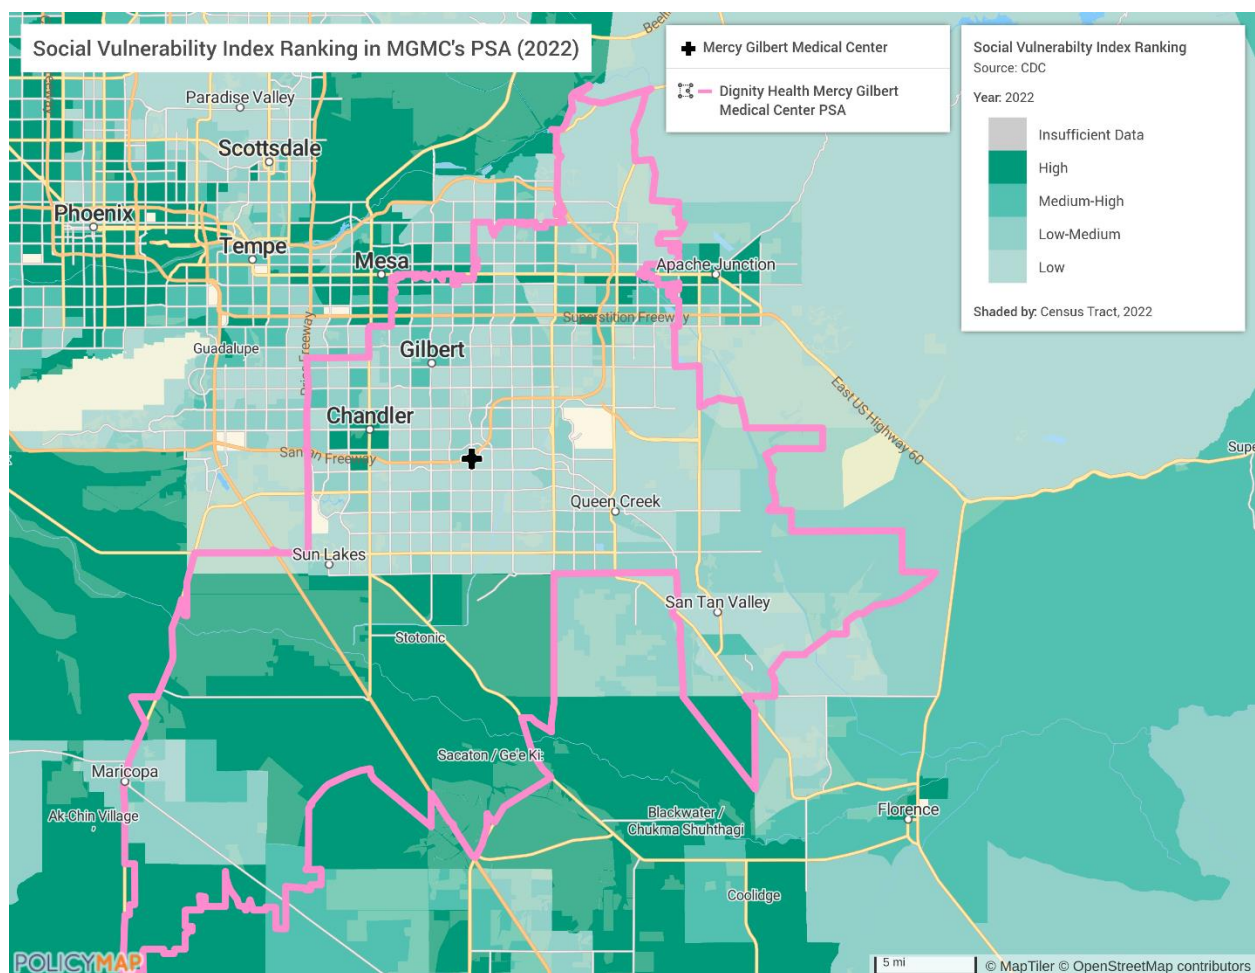 Social Vulnerability Index Ranking in MGMC's PSA (2022)
Mercy Gilbert Medical Center
Dignity Health Mercy Gilbert
Medical Center PSA
Social Vulnerabilty Index Ranking
Source: CDC
Year: 2022
Insufficient Data
High
Medium-High
Low-Medium
Low
Shaded by: Census Tract, 2022
Paradise Valley
Scottsdale
Phoenix
Tempe
Mesa
Apache Junction
Superstition Freeway
Guadalupe
Gilbert
Chandler
East US Highway 60
Queen Creek
Sun Lakes
San Tan Valley
Stotonic
Sacaton / Ge'e Ki:
Maricopa
Ak-Chin Village
Blackwater /
Chukma Shuhthagi
Florence
Coolidge
POLICYMAP
5 mi
© MapTiler © OpenStreetMap contributors